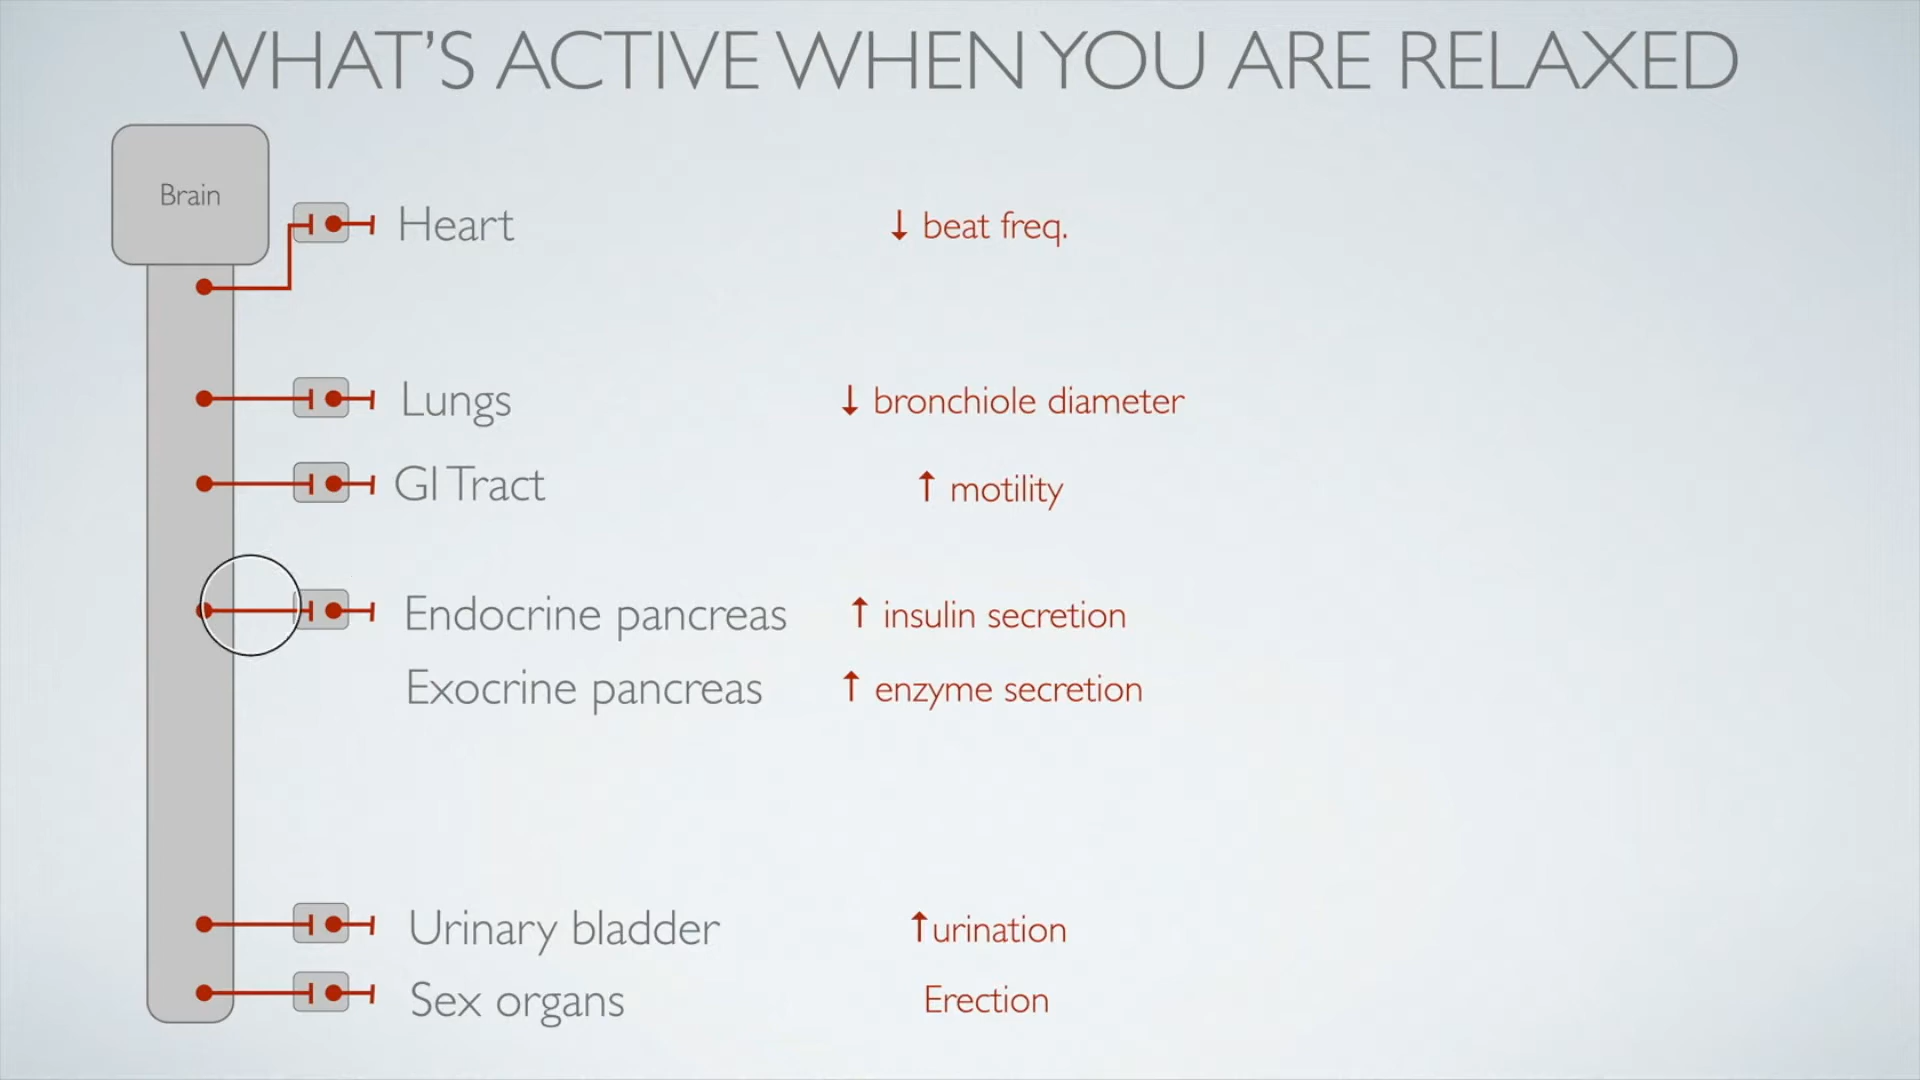 WHAT'S ACTIVE WHEN YOU ARE RELAXED
Brain
Heart ↓ beat freq.
Lungs ↓ bronchiole diameter
GI Tract ↑ motility
Endocrine pancreas ↑ insulin secretion
Exocrine pancreas ↑ enzyme secretion
Urinary bladder ↑urination
Sex organs Erection